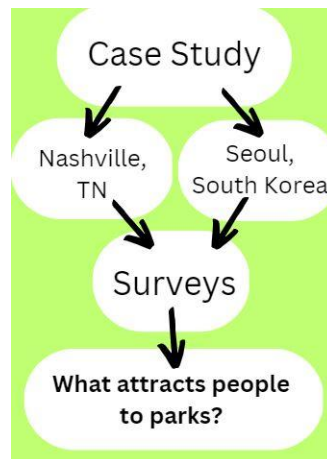 Case Study
Nashville,
TN
Seoul,
South Korea
Surveys
What attracts people
to parks?